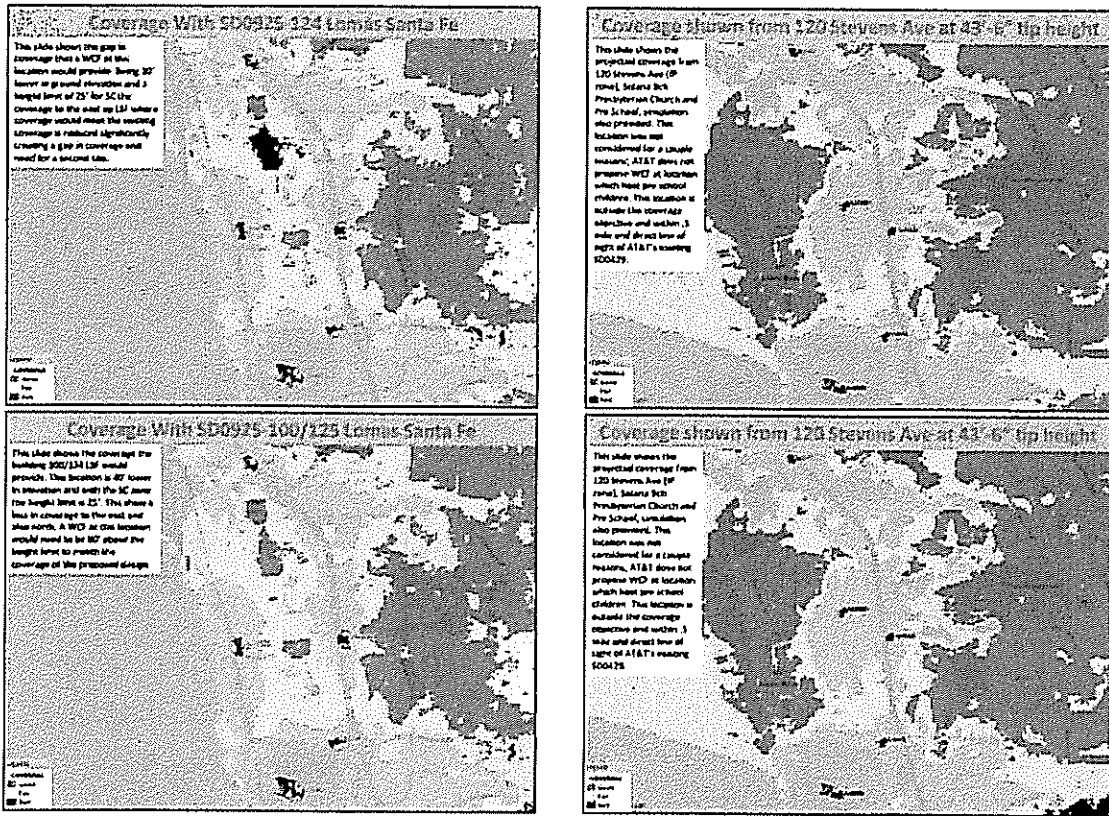 Coverage With SD0925-124 Lomas Santa Fe
This slide shows the gap in
coverage that a WCF at this
location would provide. Being 30'
lower in ground elevation and a
height limit of 25' for SC the
coverage to the east up LSF where
coverage would meet the existing
coverage is reduced significantly
creating a gap in coverage and
need for a second site.
Coverage shown from 120 Stevens Ave at 43'-6" tip height
This slide shows the
projected coverage from
120 Stevens Ave (IP
zone), Solana Bch
Presbyterian Church and
Pre School, simulation
also provided. This
location was not
considered for a couple
reasons, AT&T does not
propose WCF at location
which host pre school
children. This location is
outside the coverage
objective and within .5
mile and direct line of
sight of AT&T's existing
SD0429.
Coverage With SD0925-100/125 Lomas Santa Fe
This slide shows the coverage the
building LSF would
provide. This location is 40' lower
in elevation and with the SC zone
the height limit is 25'. This show a
loss in coverage to the east and
also north. A WCF at this location
would need to be above the
height limit to match the
coverage of the proposed design
Coverage shown from 120 Stevens Ave at 43'-6" tip height
This slide shows the
projected coverage from
120 Stevens Ave (IP
zone), Solana Bch
Presbyterian Church and
Pre School, simulation
also provided. This
location was not
considered for a couple
reasons, AT&T does not
propose WCF at location
which host pre school
children. This location is
outside the coverage
objective and within .5
mile and direct line of
sight of AT&T's existing
SD0429.